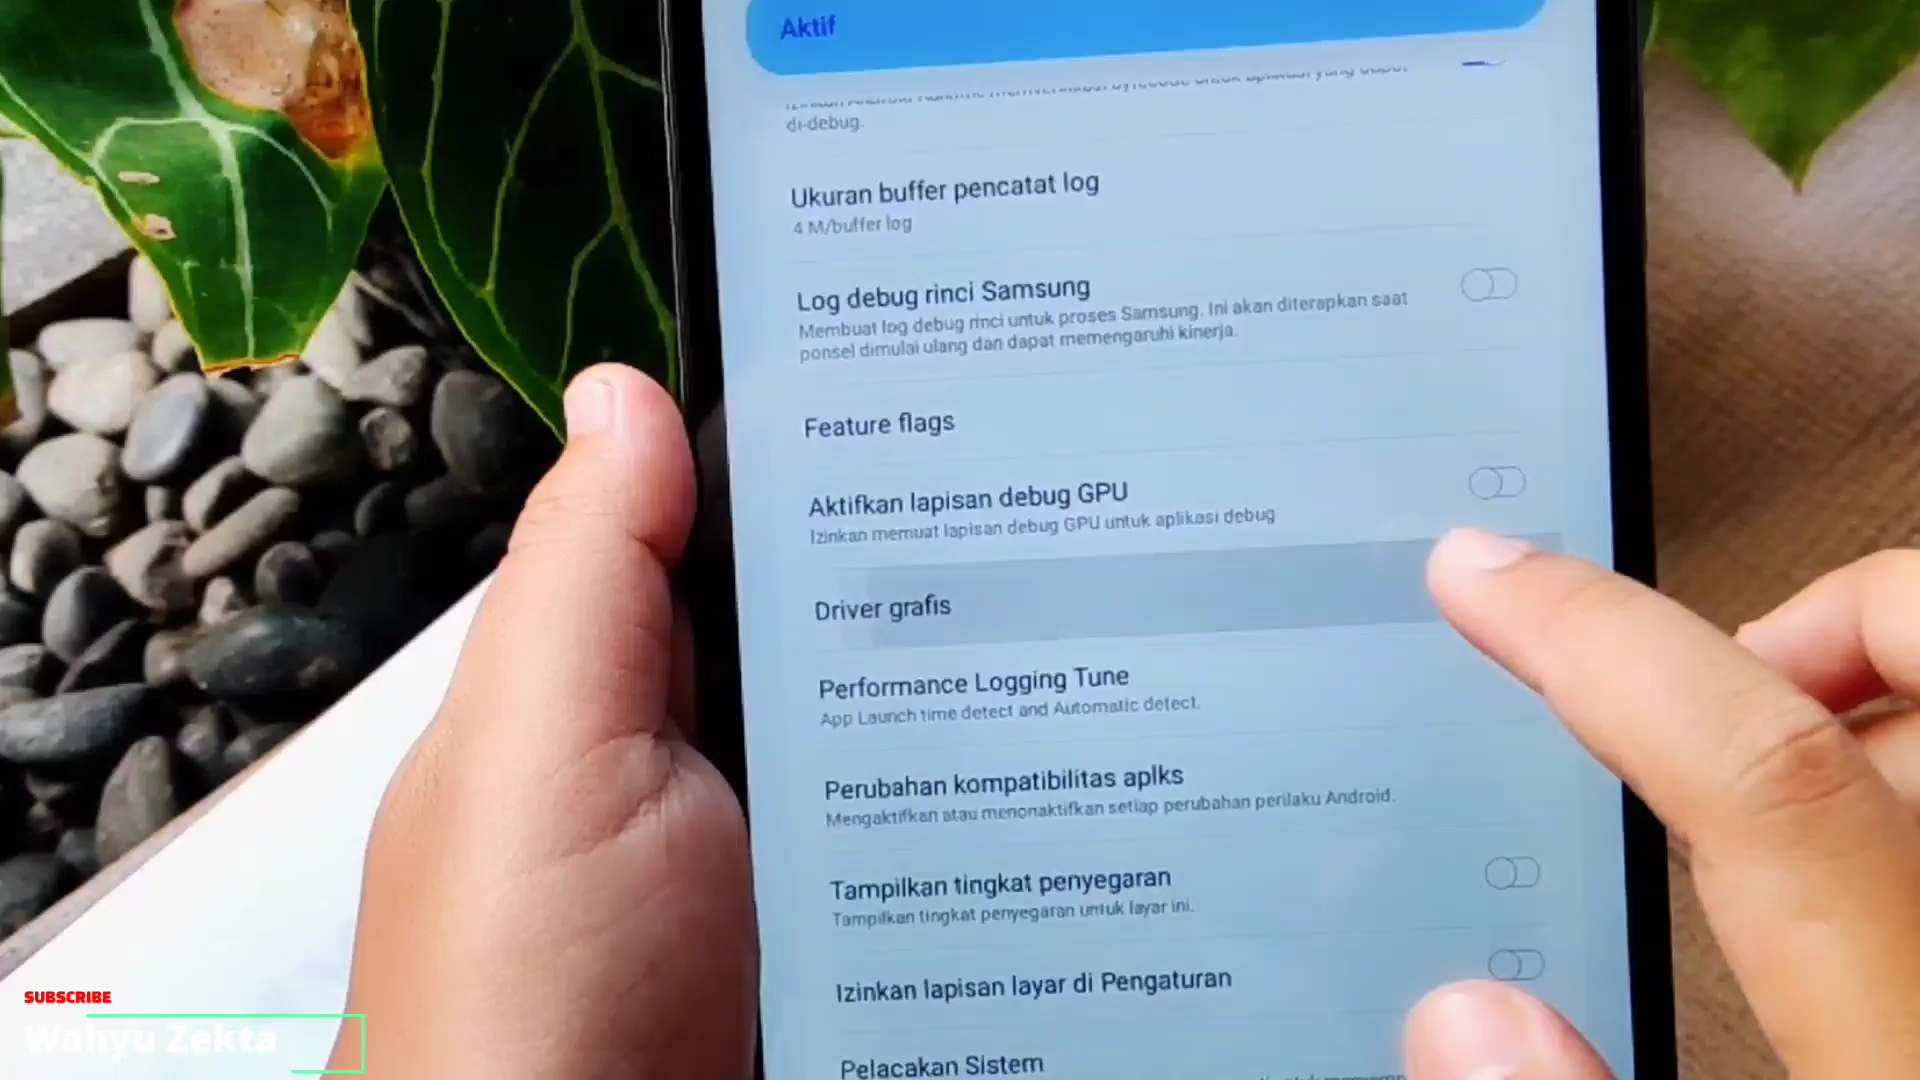 Aktif
di-debug.
Ukuran buffer pencatat log
4 M/buffer log
Log debug rinci Samsung
Membuat log debug rinci untuk proses Samsung. Ini akan diterapkan saat
ponsel dimulai ulang dan dapat memengaruhi kinerja.
Feature flags
Aktifkan lapisan debug GPU
Izinkan memuat lapisan debug GPU untuk aplikasi debug
Driver grafis
Performance Logging Tune
App Launch time detect and Automatic detect.
Perubahan kompatibilitas aplks
Mengaktifkan atau menonaktifkan setiap perubahan perilaku Android.
Tampilkan tingkat penyegaran
Tampilkan tingkat penyegaran untuk layar ini.
Izinkan lapisan layar di Pengaturan
Pelacakan Sistem
SUBSCRIBE
Wahyu Zekta